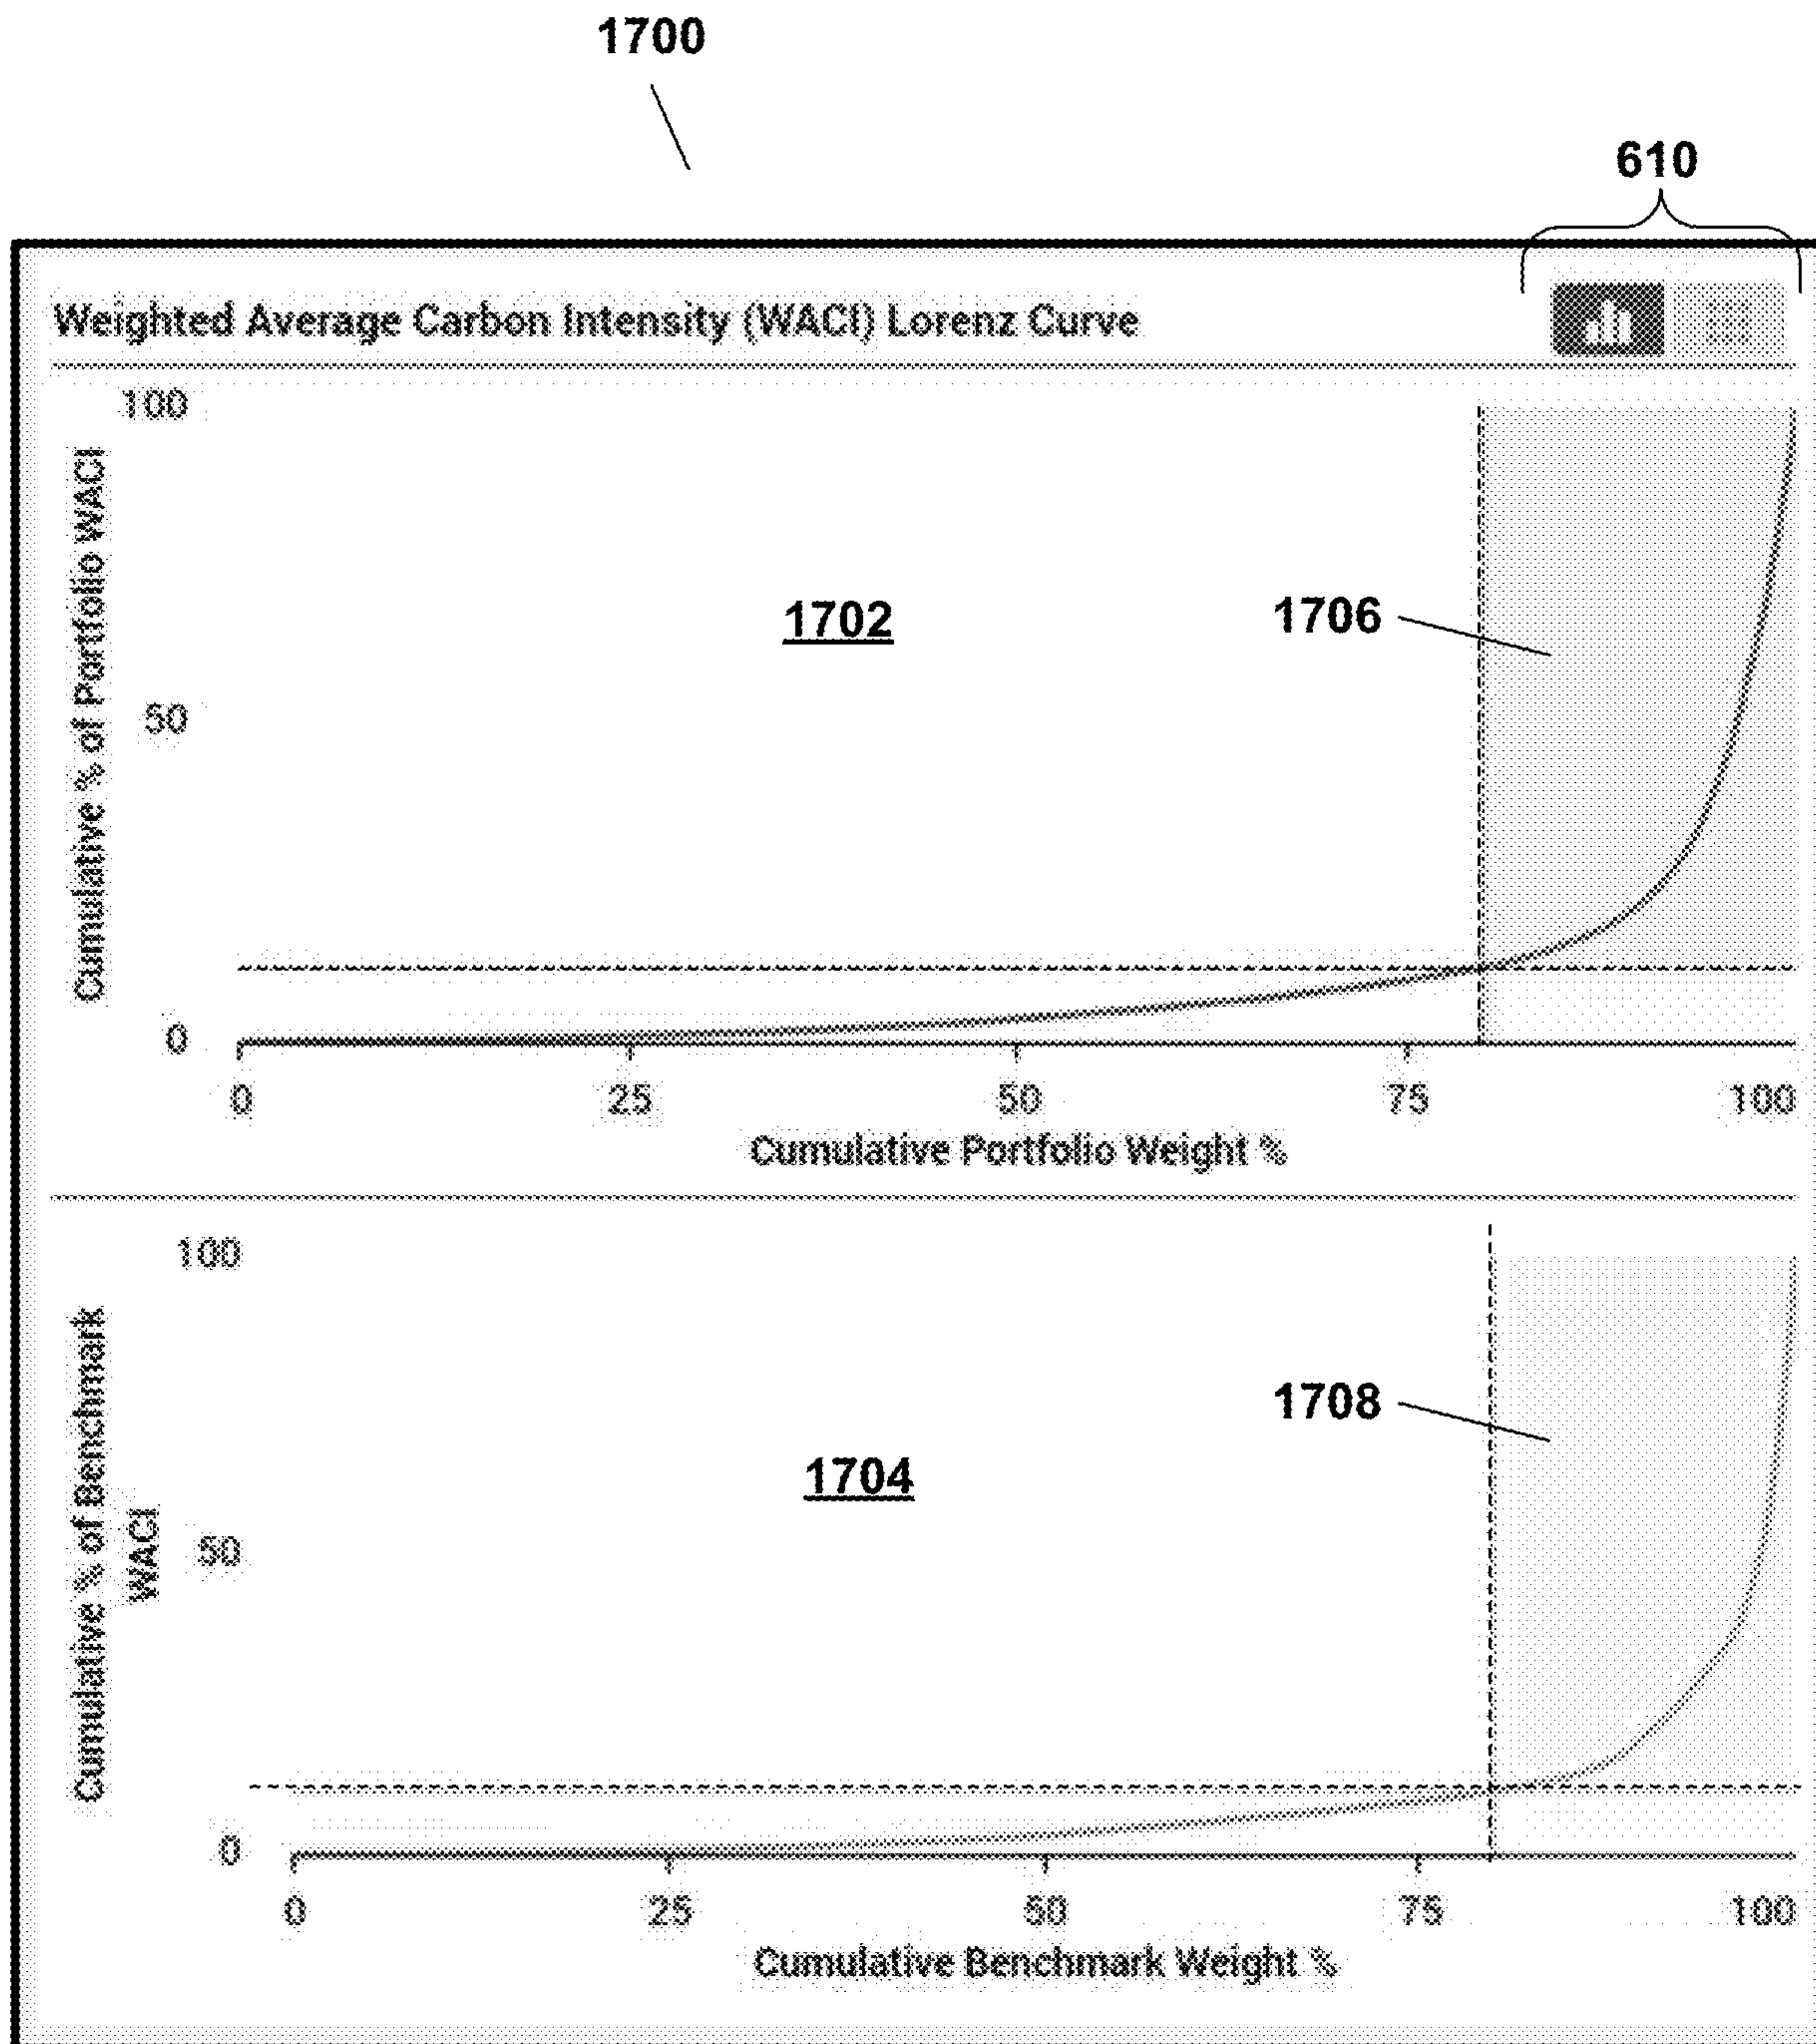 1700
610
Weighted Average Carbon Intensity (WACI) Lorenz Curve
100
Cumulative % of Portfolio WACI
1702
1706
50
0
0 25 50 75 100
Cumulative Portfolio Weight %
100
Cumulative % of Benchmark
WACI
1708
1704
50
0
0 25 50 75 100
Cumulative Benchmark Weight %